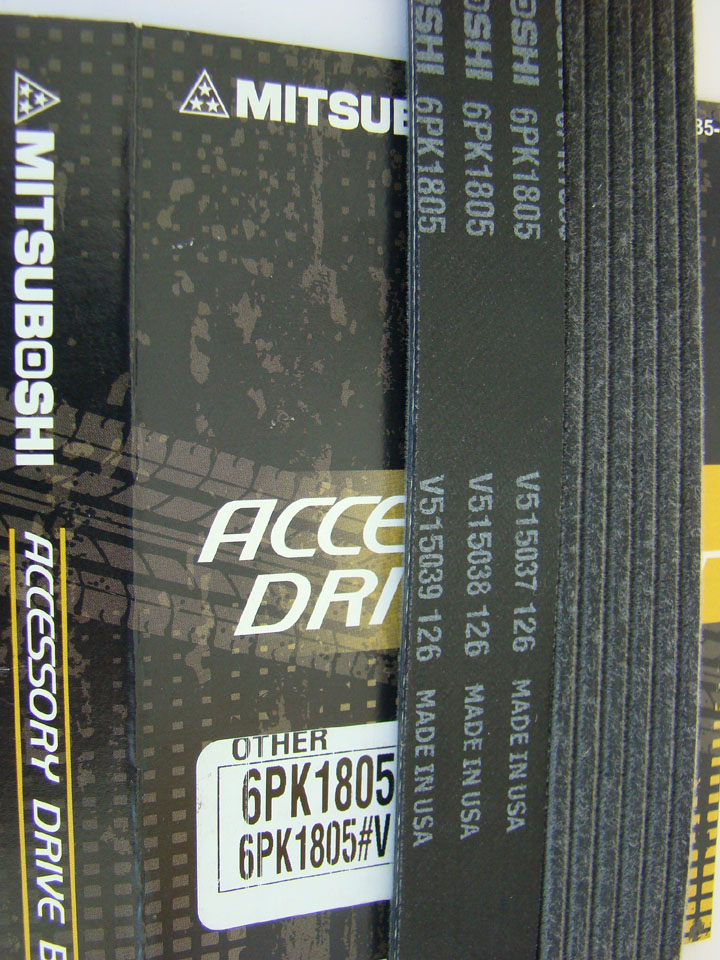 MITSUBOSHI
ACCESSORY DRIVE B
MITSUB
ACCE
DRI
OTHER
6PK1805
6PK1805#V
OSHI 6PK1805 V515037 126 MADE IN USA
OSHI 6PK1805 V515038 126 MADE IN USA
OSHI 6PK1805 V515039 126 MADE IN USA